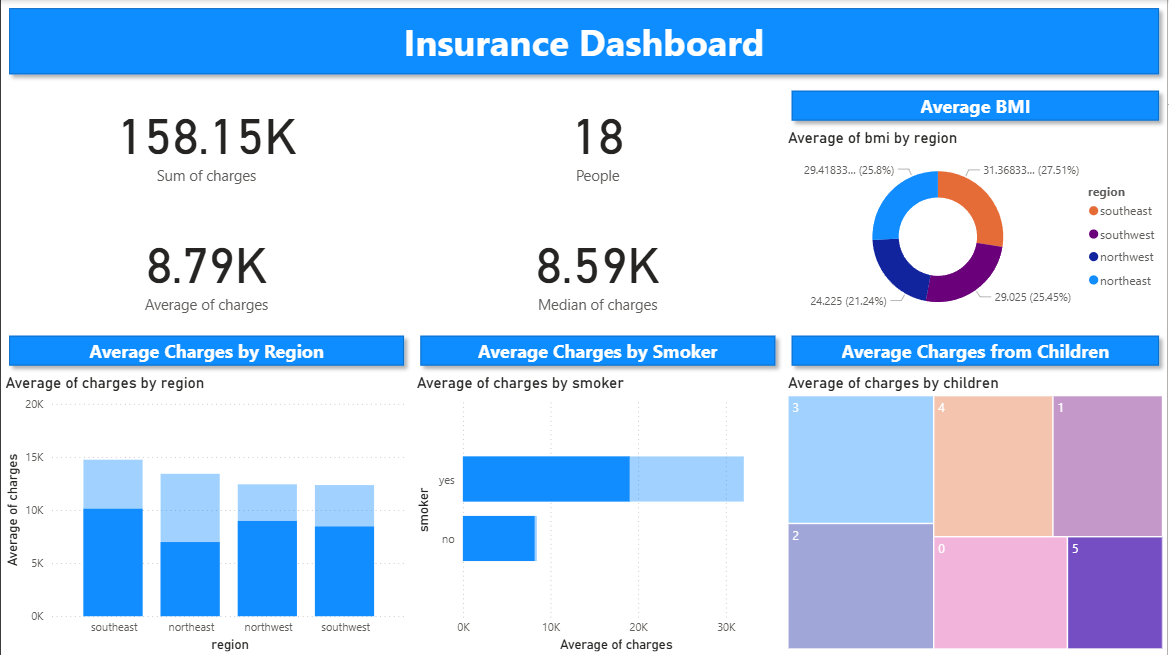 Insurance Dashboard
158.15K
Sum of charges
18
People
8.79K
Average of charges
8.59K
Median of charges
Average BMI
Average of bmi by region
29.41833... (25.8%)
31.36833... (27.51%)
24.225 (21.24%)
29.025 (25.45%)
region
southeast
southwest
northwest
northeast
Average Charges by Region
Average of charges by region
Average of charges
20K
15K
10K
5K
0K
southeast
northeast
northwest
southwest
region
Average Charges by Smoker
Average of charges by smoker
smoker
yes
no
0K
10K
20K
30K
Average of charges
Average Charges from Children
Average of charges by children
3
4
1
2
0
5